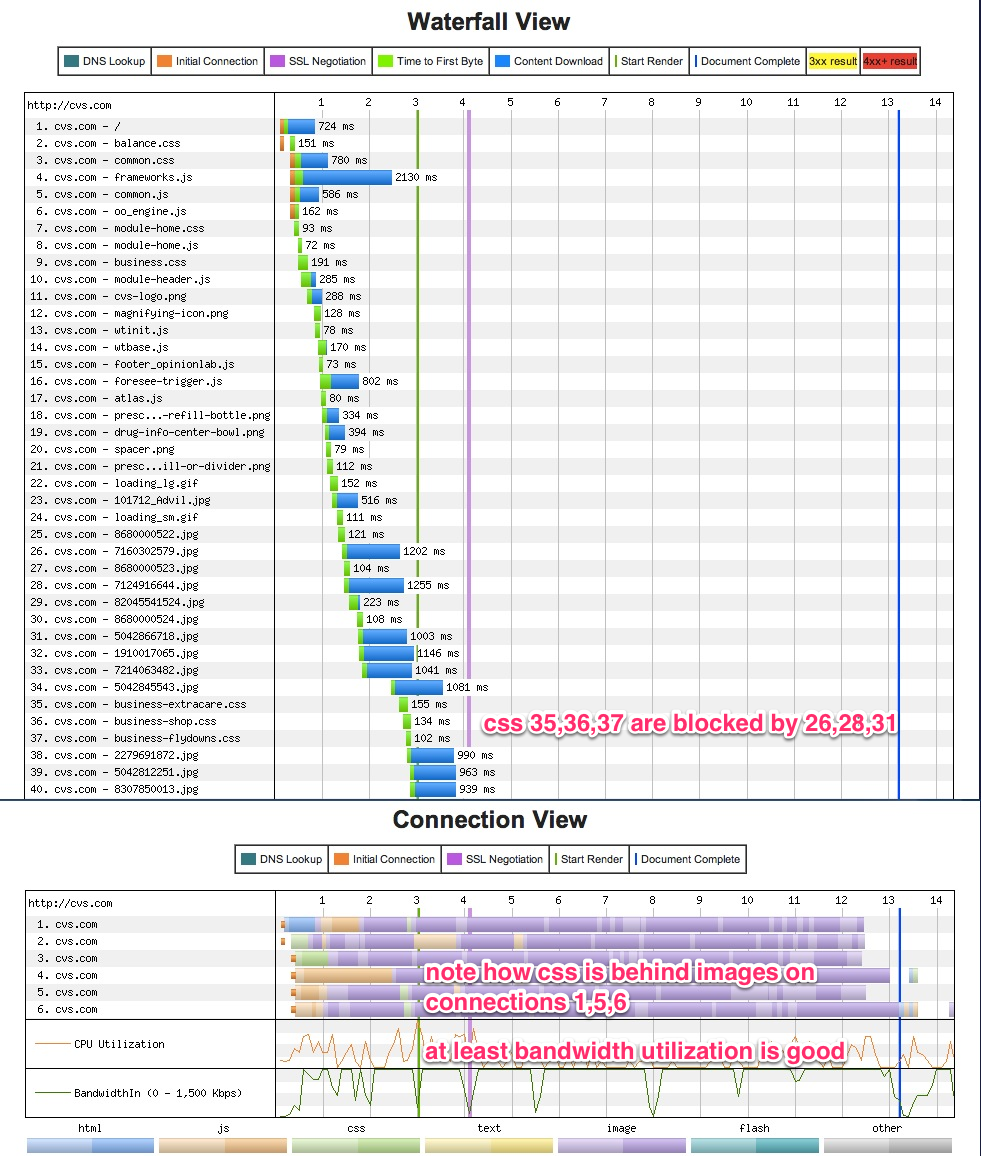 Waterfall View
DNS Lookup Initial Connection SSL Negotiation Time to First Byte Content Download Start Render Document Complete 3xx result 4xx+ result
http://cvs.com 1 2 3 4 5 6 7 8 9 10 11 12 13 14
1. cvs.com - / 724 ms
2. cvs.com - balance.css 151 ms
3. cvs.com - common.css 780 ms
4. cvs.com - frameworks.js 2130 ms
5. cvs.com - common.js 586 ms
6. cvs.com - oo_engine.js 162 ms
7. cvs.com - module-home.css 93 ms
8. cvs.com - module-home.js 72 ms
9. cvs.com - business.css 191 ms
10. cvs.com - module-header.js 285 ms
11. cvs.com - cvs-logo.png 288 ms
12. cvs.com - magnifying-icon.png 128 ms
13. cvs.com - wtinit.js 78 ms
14. cvs.com - wtbase.js 170 ms
15. cvs.com - footer_opinionlab.js 73 ms
16. cvs.com - foresee-trigger.js 802 ms
17. cvs.com - atlas.js 80 ms
18. cvs.com - presc...-refill-bottle.png 334 ms
19. cvs.com - drug-info-center-bowl.png 394 ms
20. cvs.com - spacer.png 79 ms
21. cvs.com - presc...ill-or-divider.png 112 ms
22. cvs.com - loading_lg.gif 152 ms
23. cvs.com - 101712_Advil.jpg 516 ms
24. cvs.com - loading_sm.gif 111 ms
25. cvs.com - 8680000522.jpg 121 ms
26. cvs.com - 7160302579.jpg 1202 ms
27. cvs.com - 8680000523.jpg 104 ms
28. cvs.com - 7124916644.jpg 1255 ms
29. cvs.com - 82045541524.jpg 223 ms
30. cvs.com - 8680000524.jpg 108 ms
31. cvs.com - 5042866718.jpg 1003 ms
32. cvs.com - 1910017065.jpg 1146 ms
33. cvs.com - 7214063482.jpg 1041 ms
34. cvs.com - 5042845543.jpg 1081 ms
35. cvs.com - business-extracare.css 155 ms
36. cvs.com - business-shop.css 134 ms
css 35,36,37 are blocked by 26,28,31
37. cvs.com - business-flydowns.css 102 ms
38. cvs.com - 2279691872.jpg 990 ms
39. cvs.com - 5042812251.jpg 963 ms
40. cvs.com - 8307850013.jpg 939 ms
Connection View
DNS Lookup Initial Connection SSL Negotiation Start Render Document Complete
http://cvs.com 1 2 3 4 5 6 7 8 9 10 11 12 13 14
1. cvs.com
2. cvs.com
3. cvs.com
4. cvs.com
5. cvs.com
6. cvs.com
note how css is behind images on
connections 1,5,6
CPU Utilization
at least bandwidth utilization is good
BandwidthIn (0 - 1,500 Kbps)
html js css text image flash other